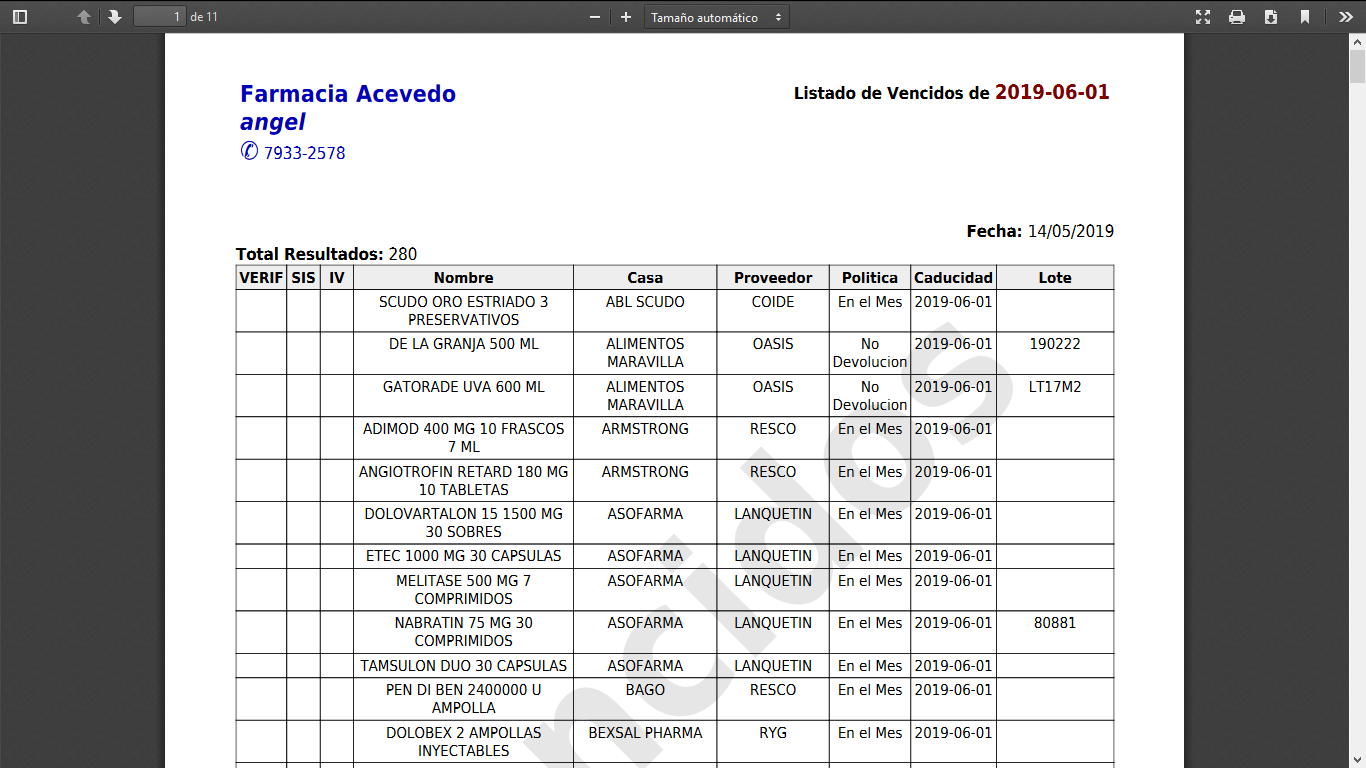 1 de 11 Tamaño automático
Farmacia Acevedo
Listado de Vencidos de 2019-06-01
angel
✆ 7933-2578
Fecha: 14/05/2019
Total Resultados: 280
VERIF SIS IV Nombre Casa Proveedor Politica Caducidad Lote
SCUDO ORO ESTRIADO 3 ABL SCUDO COIDE En el Mes 2019-06-01
PRESERVATIVOS
DE LA GRANJA 500 ML ALIMENTOS OASIS No 2019-06-01 190222
MARAVILLA Devolucion
GATORADE UVA 600 ML ALIMENTOS OASIS No 2019-06-01 LT17M2
MARAVILLA Devolucion
ADIMOD 400 MG 10 FRASCOS ARMSTRONG RESCO En el Mes 2019-06-01
7 ML
ANGIOTROFIN RETARD 180 MG ARMSTRONG RESCO En el Mes 2019-06-01
10 TABLETAS
DOLOVARTALON 15 1500 MG ASOFARMA LANQUETIN En el Mes 2019-06-01
30 SOBRES
ETEC 1000 MG 30 CAPSULAS ASOFARMA LANQUETIN En el Mes 2019-06-01
MELITASE 500 MG 7 ASOFARMA LANQUETIN En el Mes 2019-06-01
COMPRIMIDOS
NABRATIN 75 MG 30 ASOFARMA LANQUETIN En el Mes 2019-06-01 80881
COMPRIMIDOS
TAMSULON DUO 30 CAPSULAS ASOFARMA LANQUETIN En el Mes 2019-06-01
PEN DI BEN 2400000 U BAGO RESCO En el Mes 2019-06-01
AMPOLLA
DOLOBEX 2 AMPOLLAS BEXSAL PHARMA RYG En el Mes 2019-06-01
INYECTABLES
ncidos